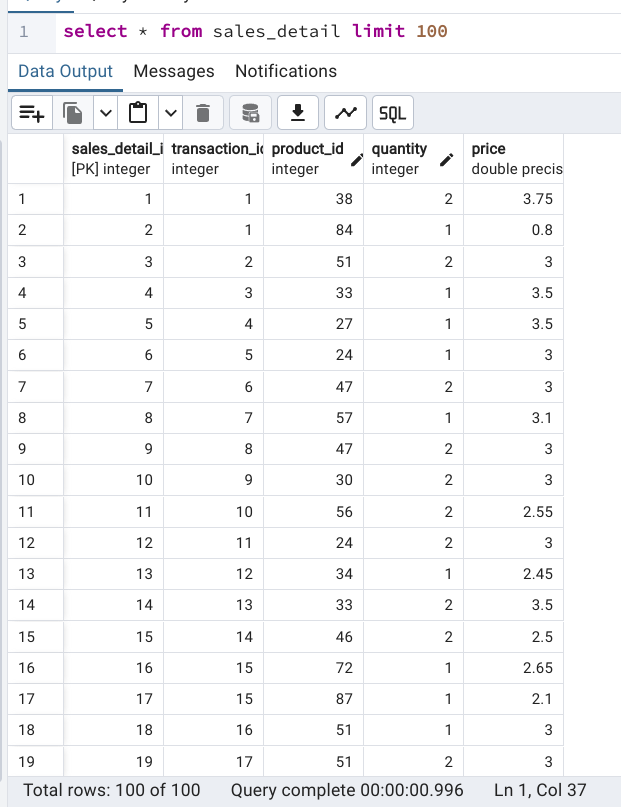 1 select * from sales_detail limit 100
Data Output Messages Notifications
SQL
sales_detail_i transaction_id product_id quantity price
[PK] integer integer integer integer double precis
1 1 1 38 2 3.75
2 2 1 84 1 0.8
3 3 2 51 2 3
4 4 3 33 1 3.5
5 5 4 27 1 3.5
6 6 5 24 1 3
7 7 6 47 2 3
8 8 7 57 1 3.1
9 9 8 47 2 3
10 10 9 30 2 3
11 11 10 56 2 2.55
12 12 11 24 2 3
13 13 12 34 1 2.45
14 14 13 33 2 3.5
15 15 14 46 2 2.5
16 16 15 72 1 2.65
17 17 15 87 1 2.1
18 18 16 51 1 3
19 19 17 51 2 3
Total rows: 100 of 100 Query complete 00:00:00.996 Ln 1, Col 37